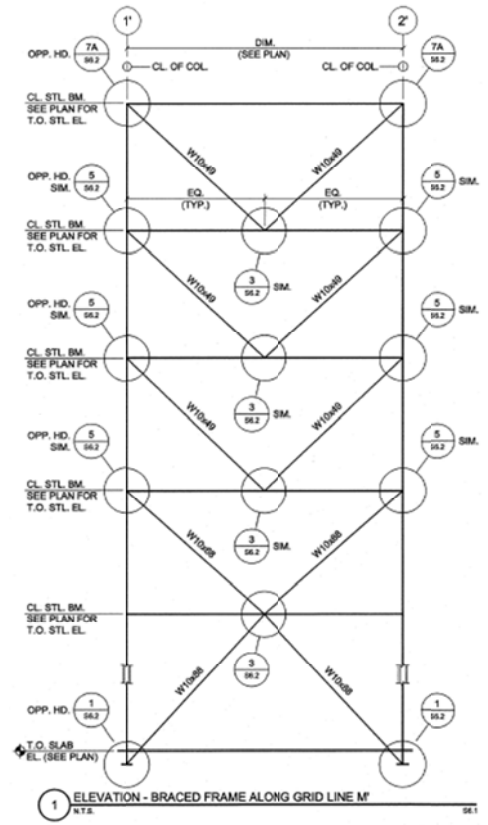 1' 2'
DIM.
(SEE PLAN)
7A
S6.2
OPP. HD.
7A
S6.2
CL. OF COL. CL. OF COL.
CL. STL. BM.
SEE PLAN FOR
T.O. STL. EL.
W10x49 W10x49
OPP. HD.
SIM.
5
S6.2
5
S6.2
SIM.
EQ. EQ.
(TYP.) (TYP.)
CL. STL. BM.
SEE PLAN FOR
T.O. STL. EL.
3
S6.2
SIM.
W10x49 W10x49
OPP. HD.
SIM.
5
S6.2
5
S6.2
SIM.
CL. STL. BM.
SEE PLAN FOR
T.O. STL. EL.
3
S6.2
SIM.
W10x49 W10x49
OPP. HD.
SIM.
5
S6.2
5
S6.2
SIM.
CL. STL. BM.
SEE PLAN FOR
T.O. STL. EL.
3
S6.2
SIM.
W10x88 W10x88
CL. STL. BM.
SEE PLAN FOR
T.O. STL. EL.
3
S6.2
W10x88 W10x88
OPP. HD.
1
S6.2
1
S6.2
T.O. SLAB
EL. (SEE PLAN)
1
ELEVATION - BRACED FRAME ALONG GRID LINE M'
N.T.S. S6.1